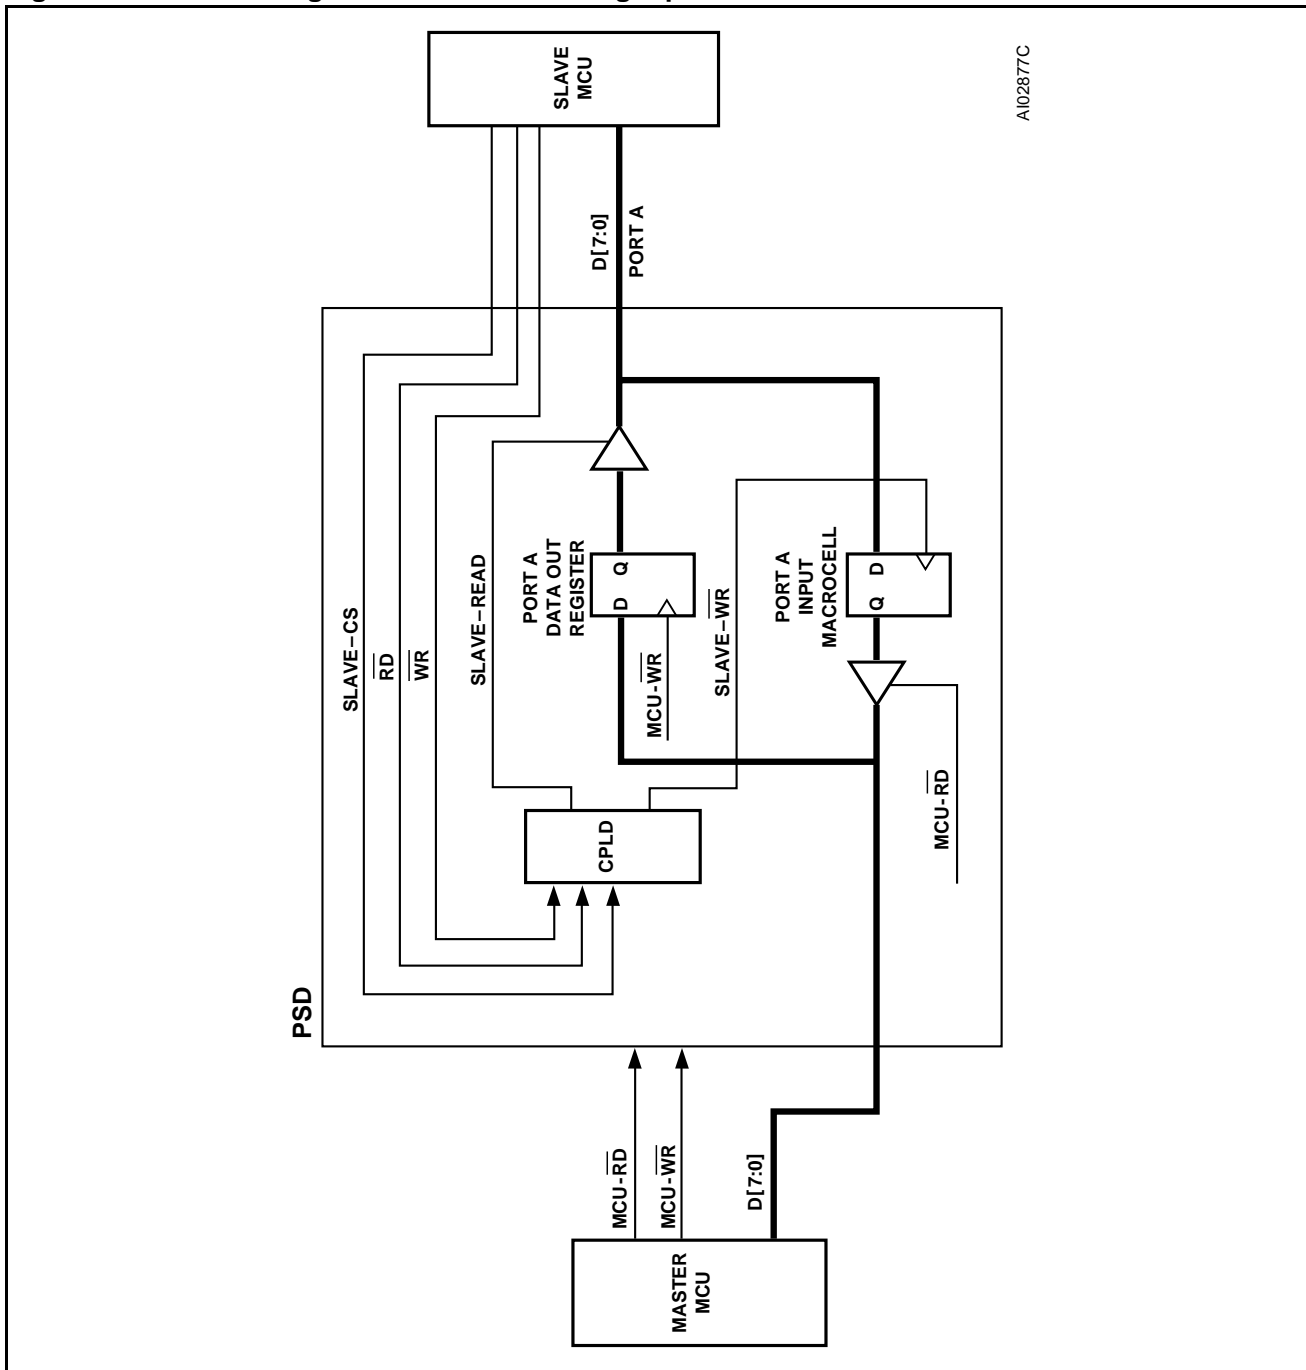 SLAVE
MCU
AI02877C
D[7:0]
PORT A
SLAVE–CS
RD
WR
SLAVE–READ
PORT A
DATA OUT
REGISTER
D Q
MCU-WR
SLAVE–WR
PORT A
INPUT
MACROCELL
Q D
MCU-RD
CPLD
PSD
MCU-RD
MCU-WR
D[7:0]
MASTER
MCU